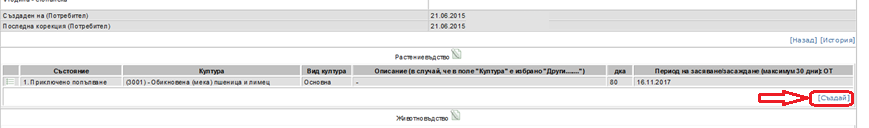 Създаден на (Потребител) 21.06.2015
Последна корекция (Потребител) 21.06.2015
[Назад] [История]
Растениевъдство
Състояние Култура Вид култура Описание (в случай, че в поле "Култура" е избрано "Други.......") дка Период на засяване/засаждане (максимум 30 дни): ОТ
1. Приключено попълване (3001) - Обикновена (мека) пшеница и лимец Основна - 80 16.11.2017
[Създай]
Животновъдство